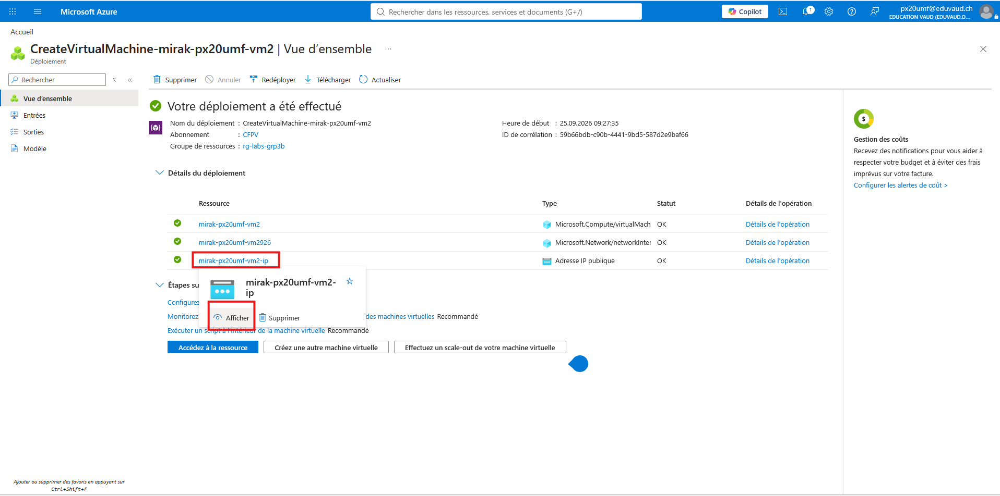 Microsoft Azure
Rechercher dans les ressources, services et documents (G+/)
Copilot
1
px20umf@eduvaud.ch
EDUCATION VAUD (EDUVAUD.O...
Accueil
CreateVirtualMachine-mirak-px20umf-vm2 | Vue d’ensemble ...
Déploiement
Rechercher
Supprimer
Annuler
Redéployer
Télécharger
Actualiser
Vue d’ensemble
Entrées
Sorties
Modèle
Votre déploiement a été effectué
Nom du déploiement : CreateVirtualMachine-mirak-px20umf-vm2
Abonnement : CFPV
Groupe de ressources : rg-labs-grp3b
Heure de début : 25.09.2026 09:27:35
ID de corrélation : 59b66bdb-c90b-4441-9bd5-587d2e9baf66
Détails du déploiement
Ressource Type Statut Détails de l'opération
mirak-px20umf-vm2 Microsoft.Compute/virtualMach OK Détails de l'opération
mirak-px20umf-vm2926 Microsoft.Network/networkInter OK Détails de l'opération
mirak-px20umf-vm2-ip Adresse IP publique OK Détails de l'opération
mirak-px20umf-vm2-
ip
Afficher
Supprimer
Étapes su
Configurez
Monitorez des machines virtuelles Recommandé
Exécuter un script à l'intérieur de la machine virtuelle Recommandé
Accédez à la ressource
Créez une autre machine virtuelle
Effectuez un scale-out de votre machine virtuelle
$
Gestion des coûts
Recevez des notifications pour vous aider à
respecter votre budget et à éviter des frais
imprévus sur votre facture.
Configurer les alertes de coût >
Ajouter ou supprimer des favoris en appuyant sur
Ctrl+Shift+F